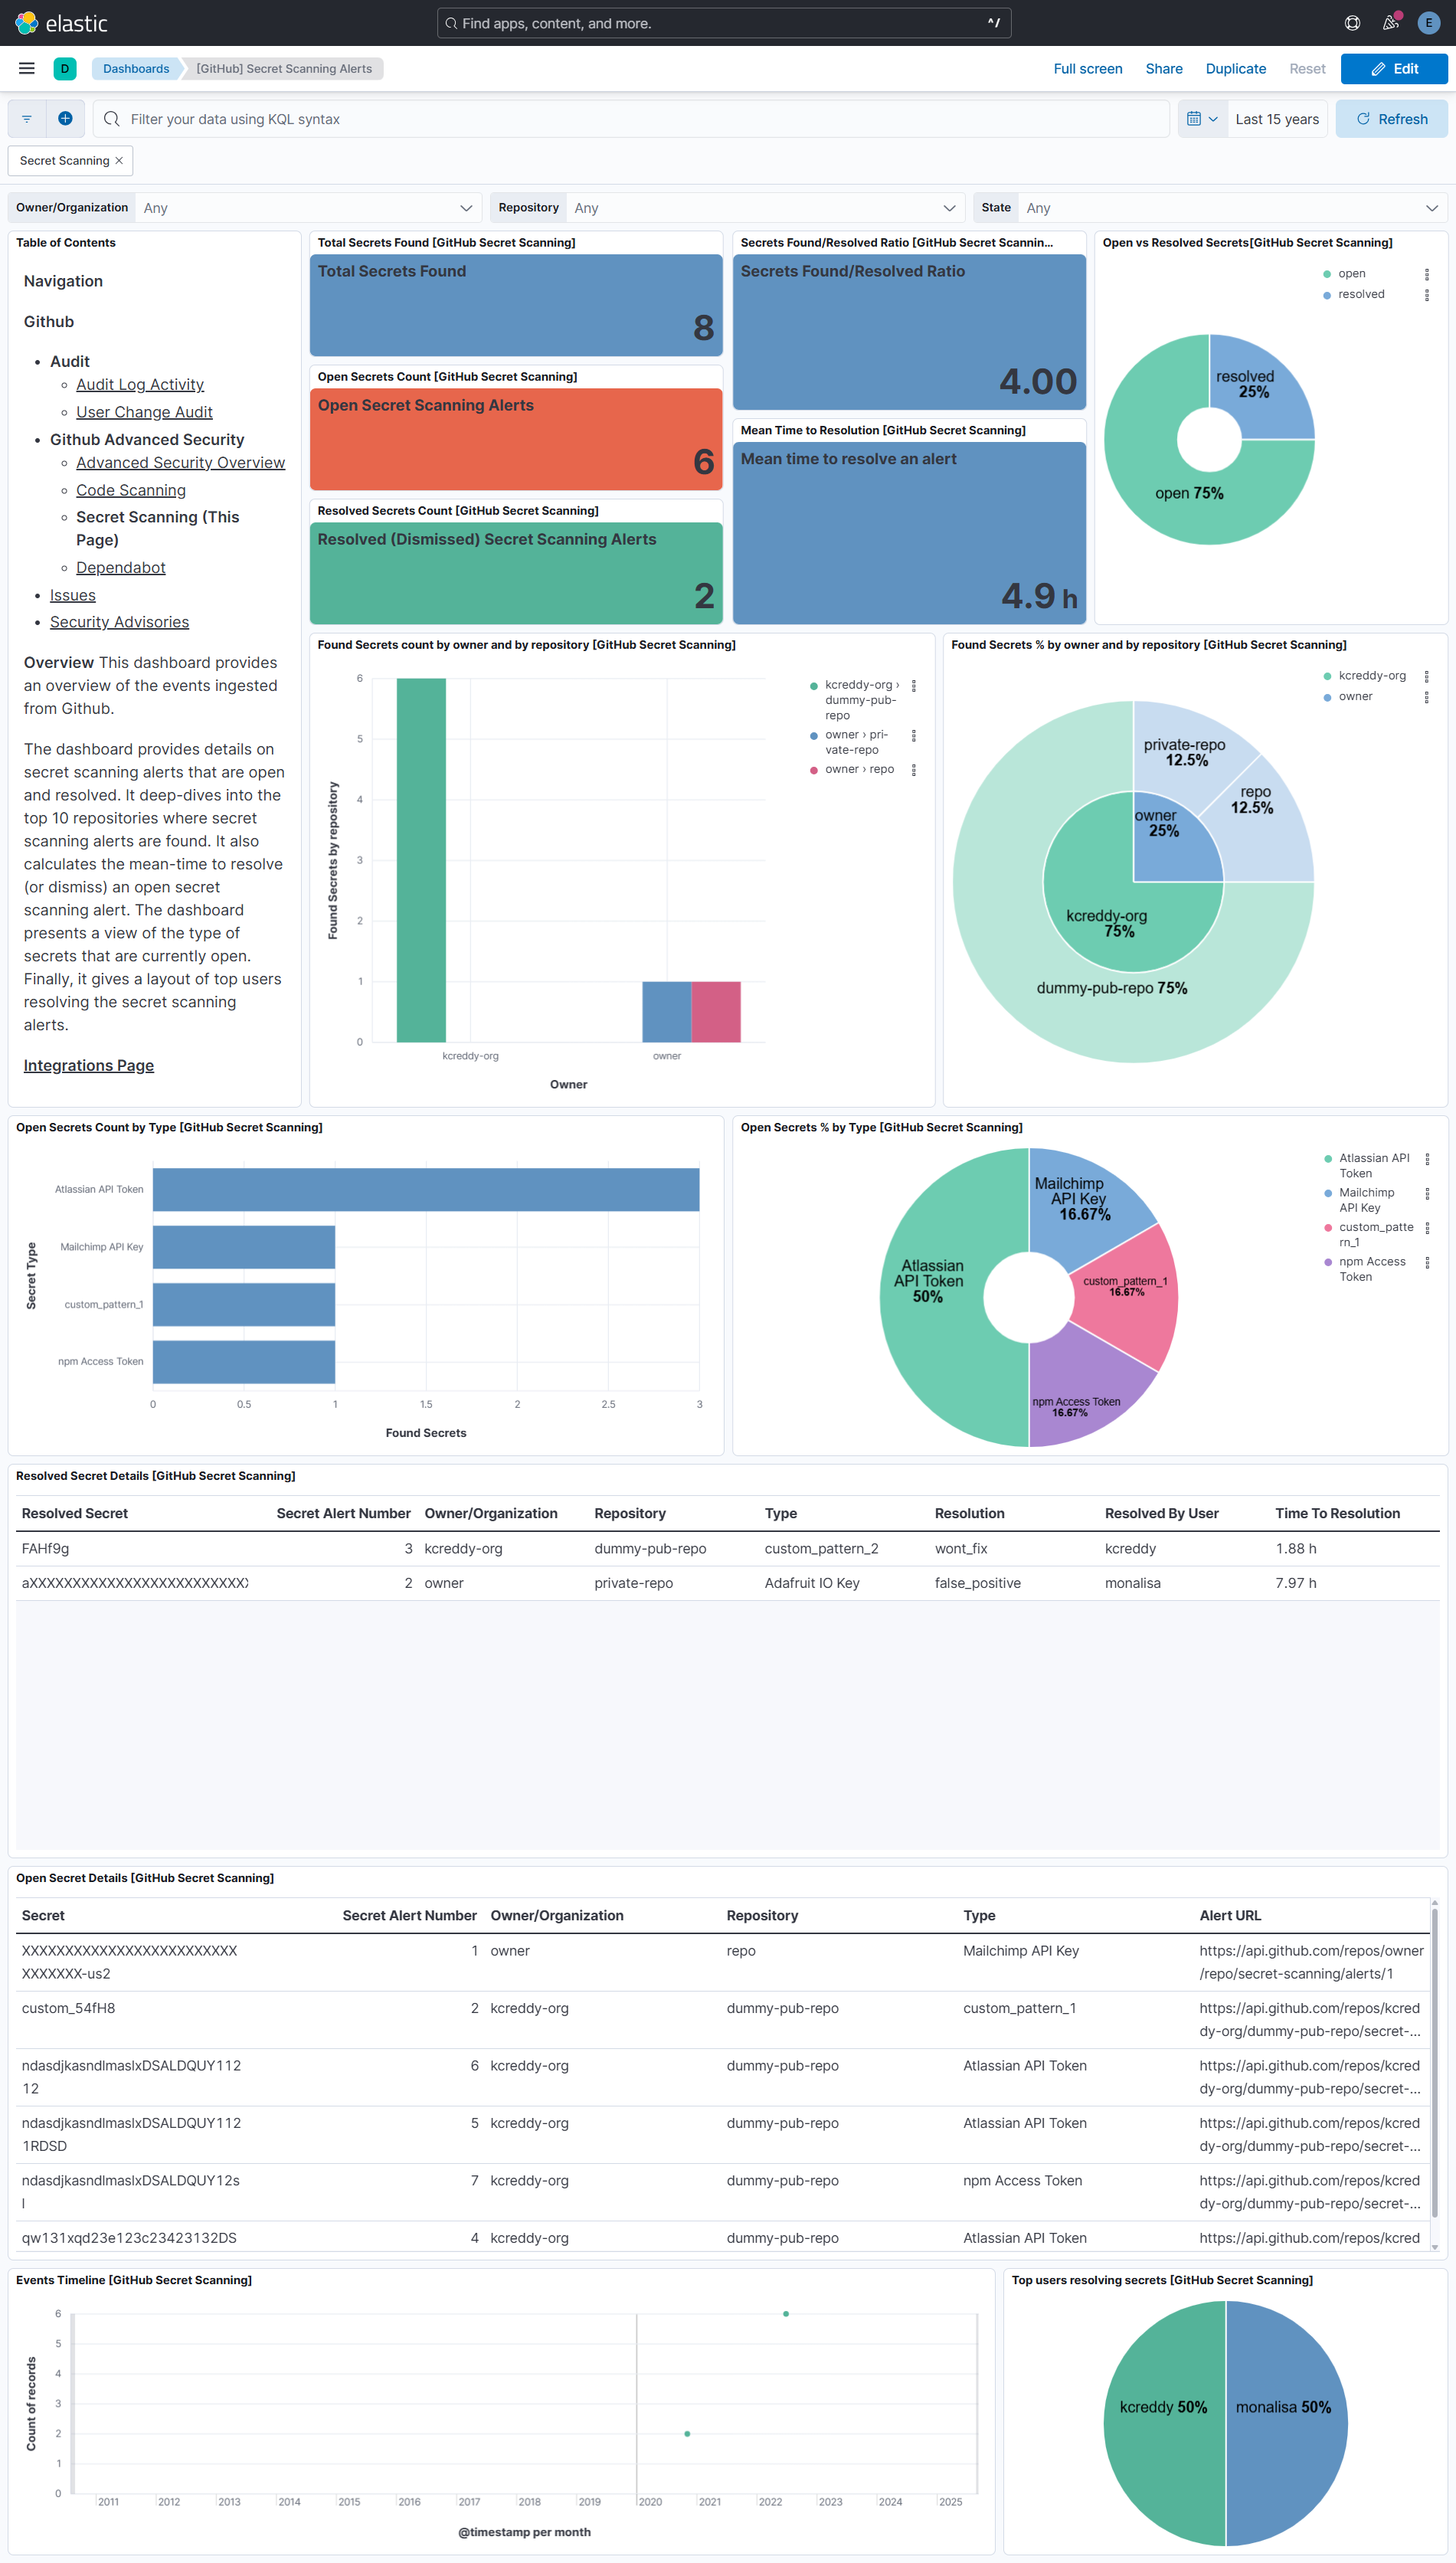 elastic
Find apps, content, and more.
^/
E
D
Dashboards
[GitHub] Secret Scanning Alerts
Full screen
Share
Duplicate
Reset
Edit
Filter your data using KQL syntax
Last 15 years
Refresh
Secret Scanning ×
Owner/Organization
Any
Repository
Any
State
Any
Table of Contents
Navigation
Github
Audit
Audit Log Activity
User Change Audit
Github Advanced Security
Advanced Security Overview
Code Scanning
Secret Scanning (This
Page)
Dependabot
Issues
Security Advisories
Overview This dashboard provides
an overview of the events ingested
from Github.
The dashboard provides details on
secret scanning alerts that are open
and resolved. It deep-dives into the
top 10 repositories where secret
scanning alerts are found. It also
calculates the mean-time to resolve
(or dismiss) an open secret
scanning alert. The dashboard
presents a view of the type of
secrets that are currently open.
Finally, it gives a layout of top users
resolving the secret scanning
alerts.
Integrations Page
Total Secrets Found [GitHub Secret Scanning]
Total Secrets Found
8
Open Secrets Count [GitHub Secret Scanning]
Open Secret Scanning Alerts
6
Resolved Secrets Count [GitHub Secret Scanning]
Resolved (Dismissed) Secret Scanning Alerts
2
Secrets Found/Resolved Ratio [GitHub Secret Scannin...
Secrets Found/Resolved Ratio
4.00
Mean Time to Resolution [GitHub Secret Scanning]
Mean time to resolve an alert
4.9 h
Open vs Resolved Secrets[GitHub Secret Scanning]
open
resolved
resolved
25%
open 75%
Found Secrets count by owner and by repository [GitHub Secret Scanning]
Found Secrets by repository
6
5
4
3
2
1
0
kcreddy-org
owner
Owner
kcreddy-org ›
dummy-pub-
repo
owner › pri-
vate-repo
owner › repo
Found Secrets % by owner and by repository [GitHub Secret Scanning]
kcreddy-org
owner
private-repo
12.5%
repo
12.5%
owner
25%
kcreddy-org
75%
dummy-pub-repo 75%
Open Secrets Count by Type [GitHub Secret Scanning]
Secret Type
Atlassian API Token
Mailchimp API Key
custom_pattern_1
npm Access Token
0
0.5
1
1.5
2
2.5
3
Found Secrets
Open Secrets % by Type [GitHub Secret Scanning]
Mailchimp
API Key
16.67%
custom_pattern_1
16.67%
Atlassian
API Token
50%
npm Access Token
16.67%
Atlassian API
Token
Mailchimp
API Key
custom_patte
rn_1
npm Access
Token
Resolved Secret Details [GitHub Secret Scanning]
Resolved Secret Secret Alert Number Owner/Organization Repository Type Resolution Resolved By User Time To Resolution
FAHf9g 3 kcreddy-org dummy-pub-repo custom_pattern_2 wont_fix kcreddy 1.88 h
2 owner private-repo Adafruit IO Key false_positive monalisa 7.97 h
Open Secret Details [GitHub Secret Scanning]
Secret Secret Alert Number Owner/Organization Repository Type Alert URL
XXXXXXXXXXXXXXXXXXXXXXXXX 1 owner repo Mailchimp API Key https://api.github.com/repos/owner
XXXXXXX-us2 /repo/secret-scanning/alerts/1
custom_54fH8 2 kcreddy-org dummy-pub-repo custom_pattern_1 https://api.github.com/repos/kcred
dy-org/dummy-pub-repo/secret-...
ndasdjkasndlmaslxDSALDQUY112 6 kcreddy-org dummy-pub-repo Atlassian API Token https://api.github.com/repos/kcred
12 dy-org/dummy-pub-repo/secret-...
ndasdjkasndlmaslxDSALDQUY112 5 kcreddy-org dummy-pub-repo Atlassian API Token https://api.github.com/repos/kcred
1RDSD dy-org/dummy-pub-repo/secret-...
ndasdjkasndlmaslxDSALDQUY12s 7 kcreddy-org dummy-pub-repo npm Access Token https://api.github.com/repos/kcred
dy-org/dummy-pub-repo/secret-...
qw131xqd23e123c23423132DS 4 kcreddy-org dummy-pub-repo Atlassian API Token https://api.github.com/repos/kcred
Events Timeline [GitHub Secret Scanning]
Count of records
6
5
4
3
2
1
0
2011
2012
2013
2014
2015
2016
2017
2018
2019
2020
2021
2022
2023
2024
2025
@timestamp per month
Top users resolving secrets [GitHub Secret Scanning]
kcreddy 50%
monalisa 50%